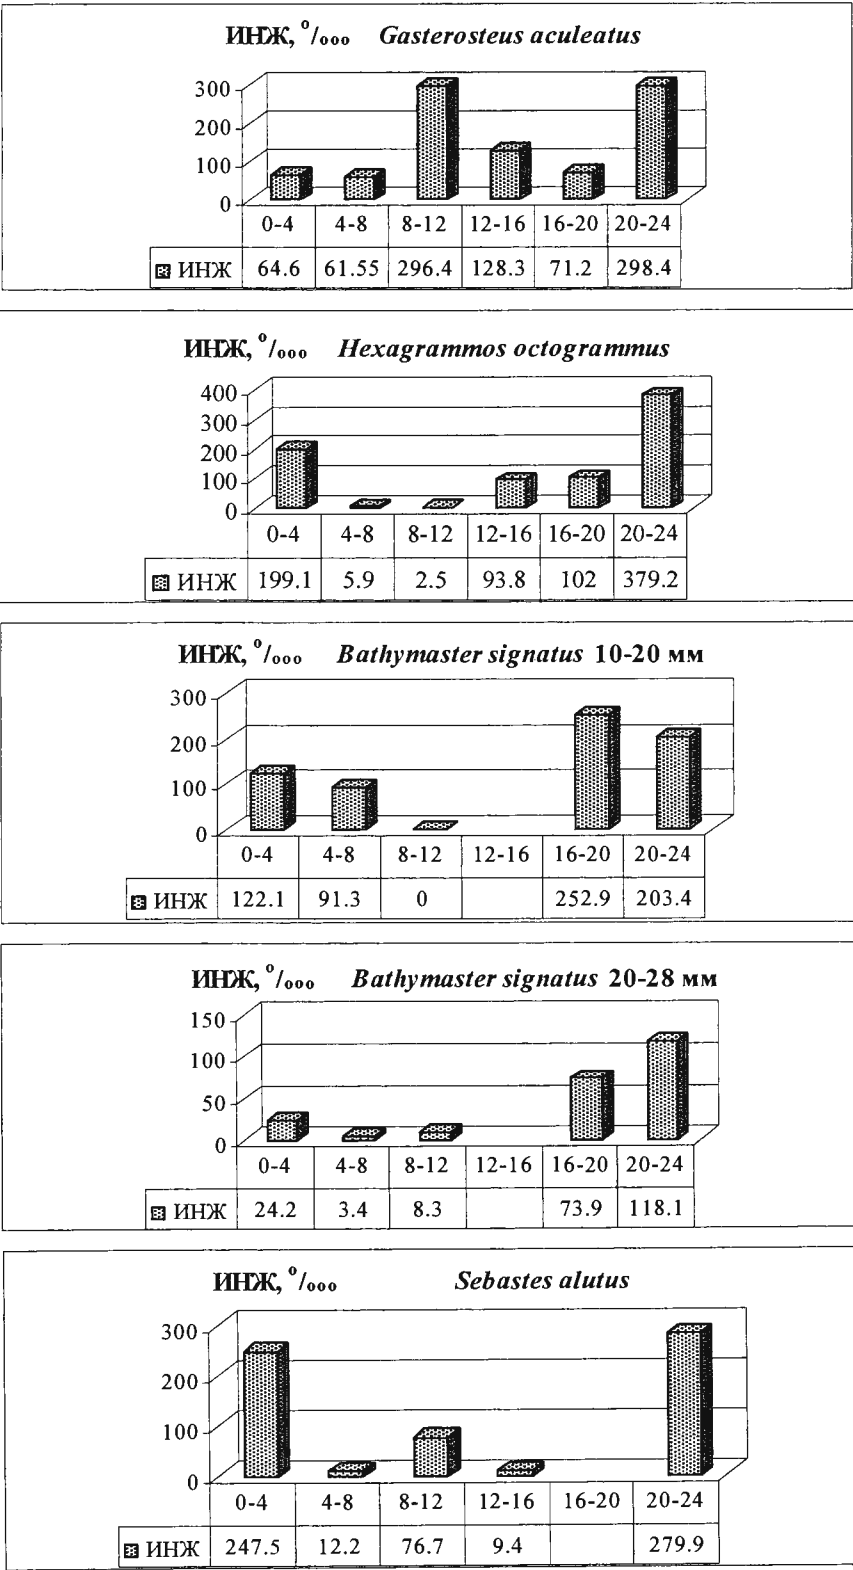 ИНЖ, °/ₒₒₒ Gasterosteus aculeatus
300
200
100
0
0-4 4-8 8-12 12-16 16-20 20-24
ИНЖ 64.6 61.55 296.4 128.3 71.2 298.4
ИНЖ, °/ₒₒₒ Hexagrammos octogrammus
400
300
200
100
0
0-4 4-8 8-12 12-16 16-20 20-24
ИНЖ 199.1 5.9 2.5 93.8 102 379.2
ИНЖ, °/ₒₒₒ Bathymaster signatus 10-20 мм
300
200
100
0
0-4 4-8 8-12 12-16 16-20 20-24
ИНЖ 122.1 91.3 0 252.9 203.4
ИНЖ, °/ₒₒₒ Bathymaster signatus 20-28 мм
150
100
50
0
0-4 4-8 8-12 12-16 16-20 20-24
ИНЖ 24.2 3.4 8.3 73.9 118.1
ИНЖ, °/ₒₒₒ Sebastes alutus
300
200
100
0
0-4 4-8 8-12 12-16 16-20 20-24
ИНЖ 247.5 12.2 76.7 9.4 279.9